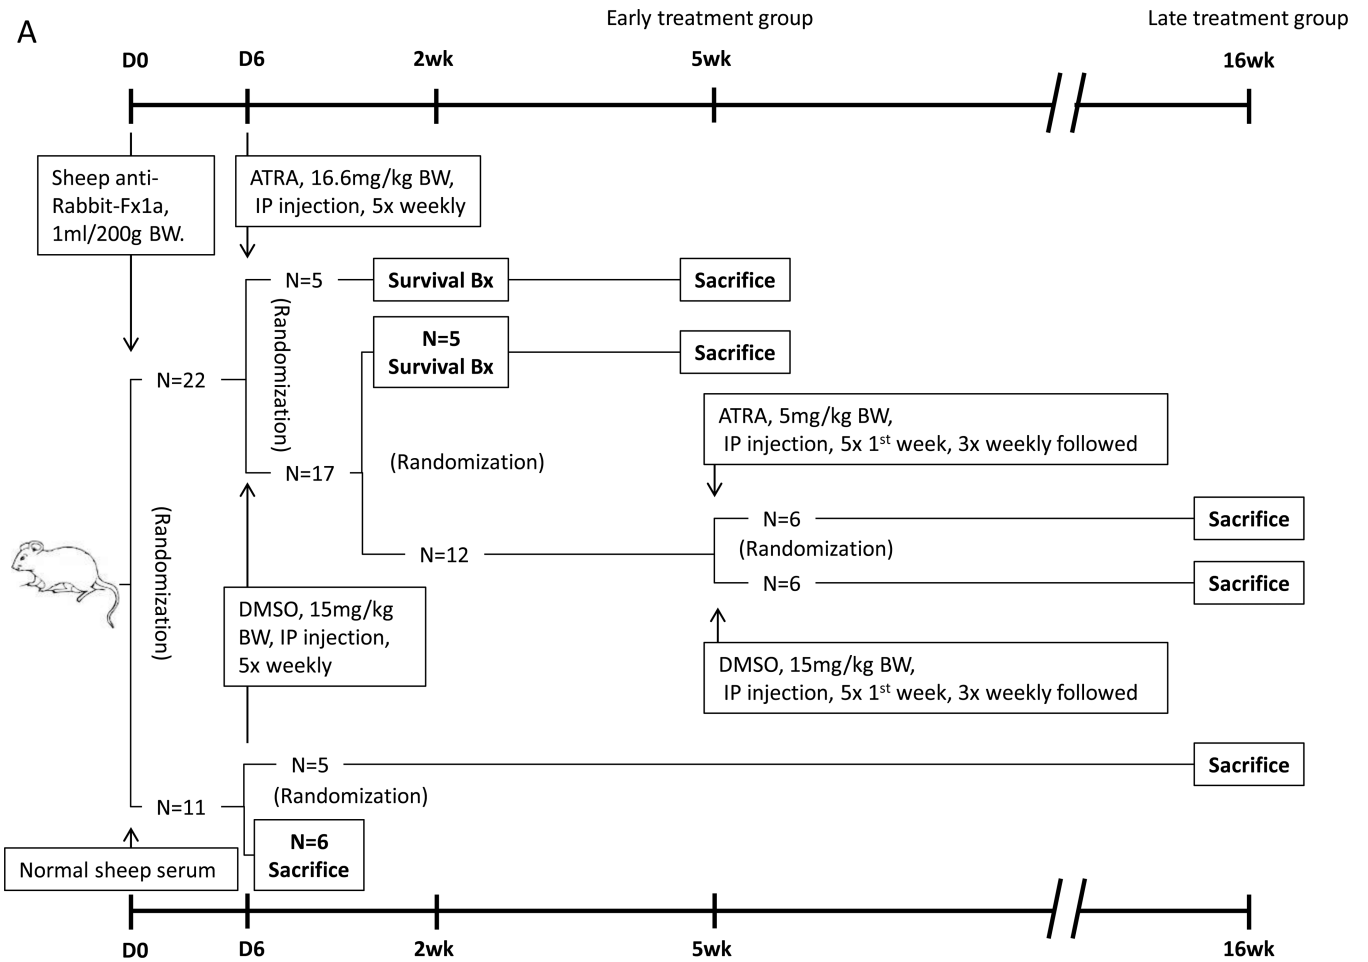 A
Early treatment group
Late treatment group
D0
D6
2wk
5wk
16wk
Sheep anti-
Rabbit-Fx1a,
1ml/200g BW.
ATRA, 16.6mg/kg BW,
IP injection, 5x weekly
N=5
Survival Bx
Sacrifice
(Randomization)
N=5
Survival Bx
Sacrifice
N=22
ATRA, 5mg/kg BW,
IP injection, 5x 1st week, 3x weekly followed
N=17
(Randomization)
N=6
Sacrifice
(Randomization)
(Randomization)
N=12
N=6
Sacrifice
DMSO, 15mg/kg
BW, IP injection,
5x weekly
DMSO, 15mg/kg BW,
IP injection, 5x 1st week, 3x weekly followed
N=5
Sacrifice
(Randomization)
N=11
N=6
Sacrifice
Normal sheep serum
D0
D6
2wk
5wk
16wk